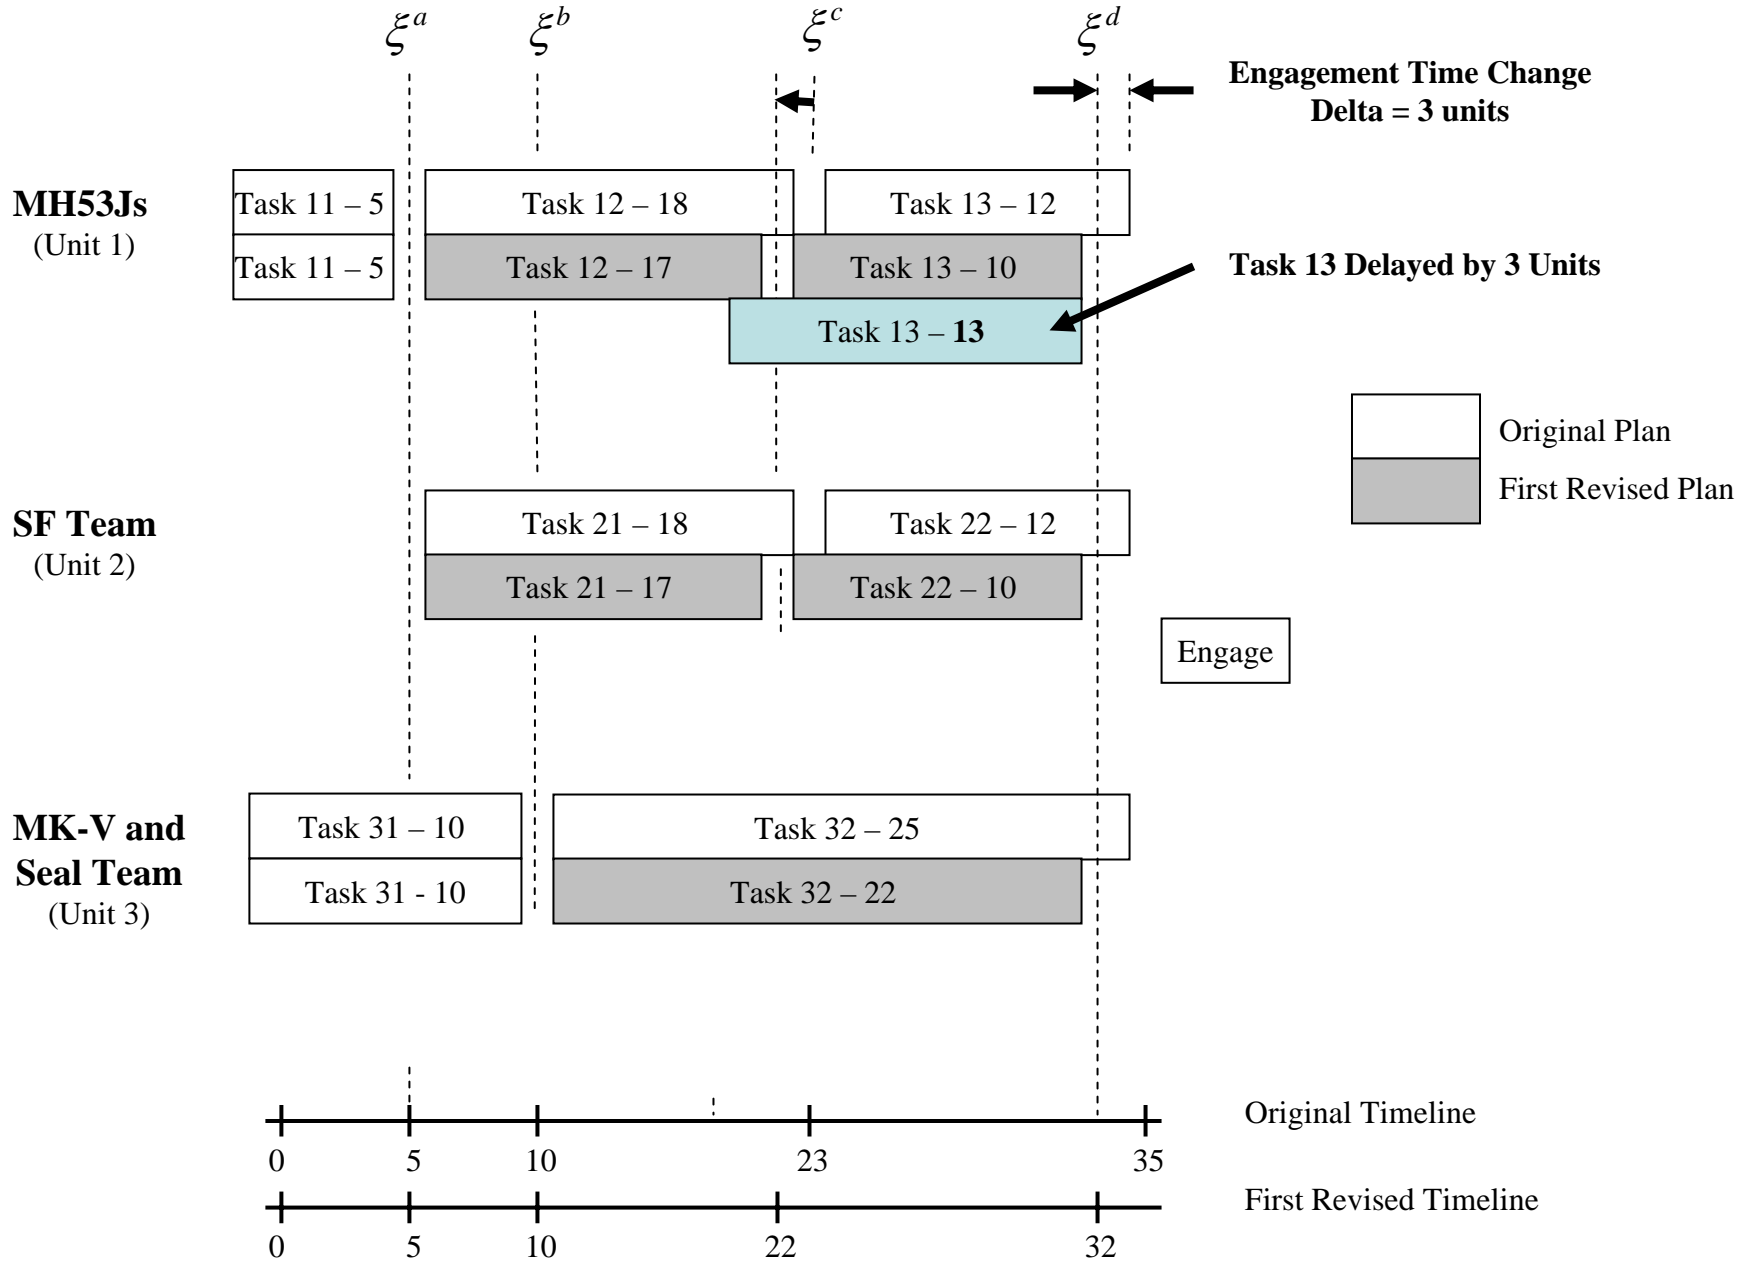 ξᵃ ξᵇ ξᶜ ξᵈ
Engagement Time Change
Delta = 3 units
MH53Js
(Unit 1)
Task 11 – 5
Task 12 – 18
Task 13 – 12
Task 11 – 5
Task 12 – 17
Task 13 – 10
Task 13 Delayed by 3 Units
Task 13 – 13
Original Plan
First Revised Plan
SF Team
(Unit 2)
Task 21 – 18
Task 22 – 12
Task 21 – 17
Task 22 – 10
Engage
MK-V and
Seal Team
(Unit 3)
Task 31 – 10
Task 32 – 25
Task 31 - 10
Task 32 – 22
Original Timeline
0 5 10 23 35
First Revised Timeline
0 5 10 22 32